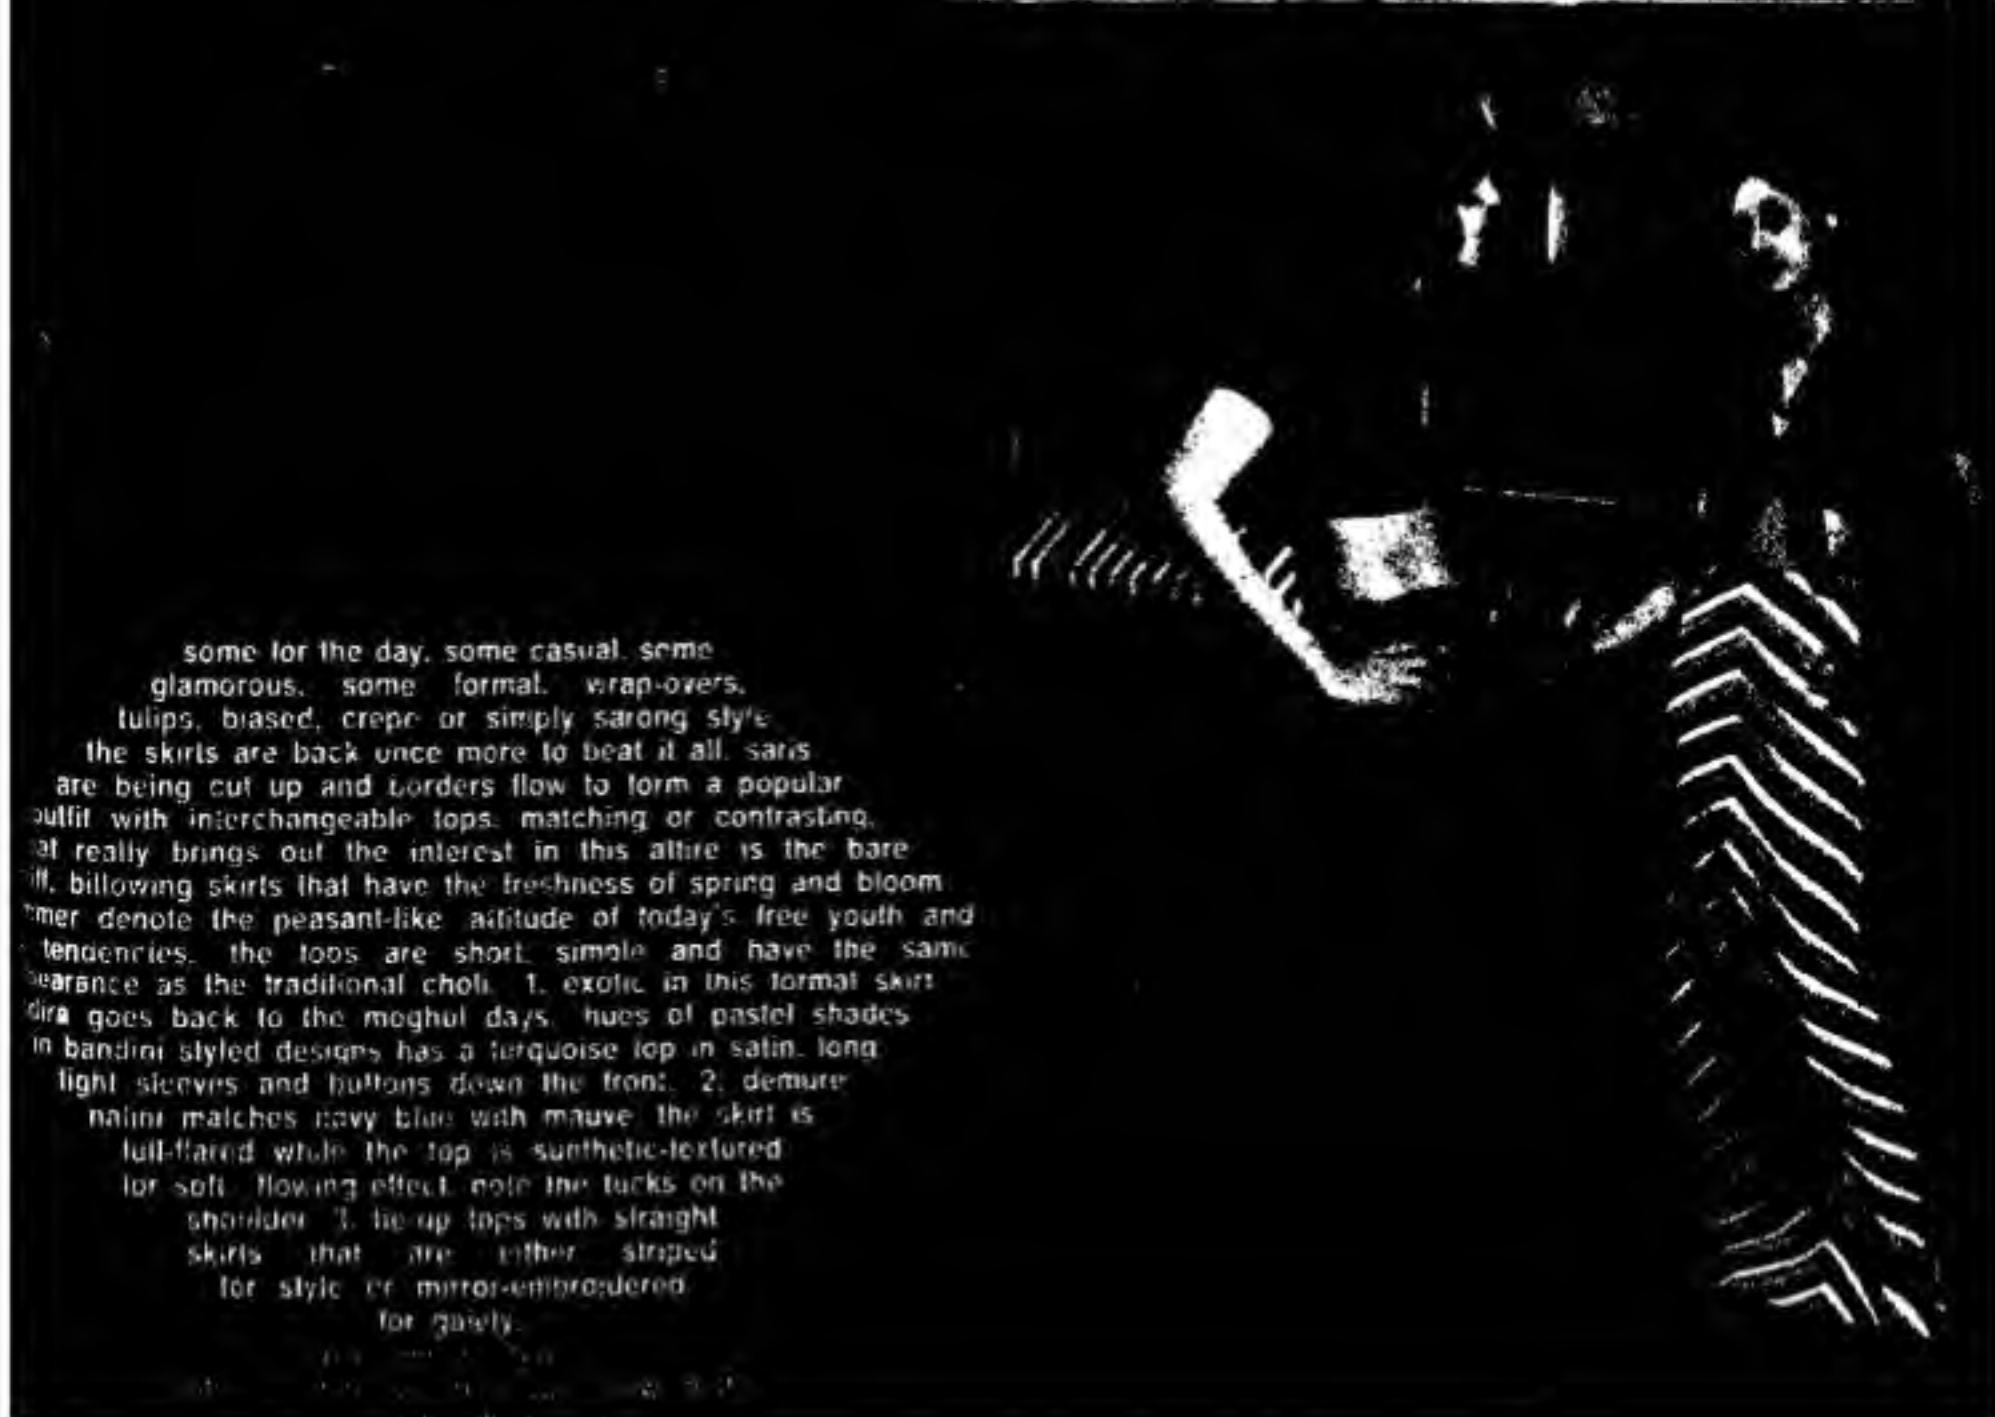 some for the day. some casual. some
glamorous. some formal. wrap-overs.
tulips. biased. crepe or simply sarong style
the skirts are back once more to beat it all. saris
are being cut up and borders flow to form a popular
outfit with interchangeable tops. matching or contrasting.
really brings out the interest in this attire is the bare
billowing skirts that have the freshness of spring and bloom
denote the peasant-like attitude of today's free youth and
tendencies. the tops are short. simple and have the same
as the traditional choli. 1. exotic in this formal skirt
goes back to the moghul days. hues of pastel shades
in bandini styled designs has a turquoise top in satin. long
tight sleeves and buttons down the front. 2. demure
nalini matches navy blue with mauve. the skirt is
full-flared while the top is sunthetic-textured
for soft flowing effect. note the tucks on the
shoulder 3. tie-up tops with straight
skirts that are either striped
for style or mirror-embroidered
for gaiety.